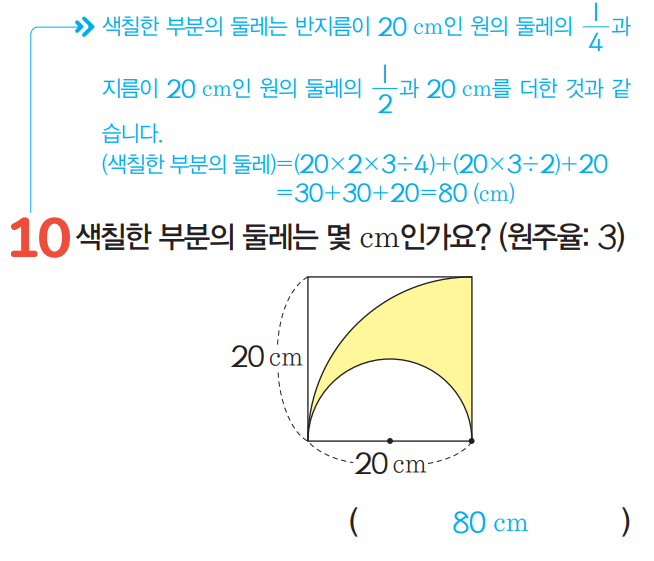 색칠한 부분의 둘레는 반지름이 20 cm인 원의 둘레의 1/4과
지름이 20 cm인 원의 둘레의 1/2과 20 cm를 더한 것과 같
습니다.
(색칠한 부분의 둘레)=(20×2×3÷4)+(20×3÷2)+20
=30+30+20=80 (cm)
10 색칠한 부분의 둘레는 몇 cm인가요? (원주율: 3)
20 cm
20 cm
( 80 cm )